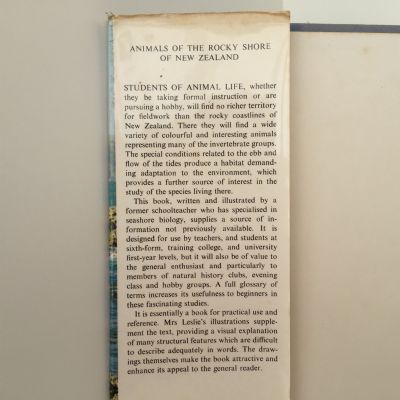 ANIMALS OF THE ROCKY SHORE
OF NEW ZEALAND
STUDENTS OF ANIMAL LIFE, whether
they be taking formal instruction or are
pursuing a hobby, will find no richer territory
for fieldwork than the rocky coastlines of
New Zealand. There they will find a wide
variety of colourful and interesting animals
representing many of the invertebrate groups.
The special conditions related to the ebb and
flow of the tides produce a habitat demand-
ing adaptation to the environment, which
provides a further source of interest in the
study of the species living there.
This book, written and illustrated by a
former schoolteacher who has specialised in
seashore biology, supplies a source of in-
formation not previously available. It is
designed for use by teachers, and students at
sixth-form, training college, and university
first-year levels, but it will also be of value to
the general enthusiast and particularly to
members of natural history clubs, evening
class and hobby groups. A full glossary of
terms increases its usefulness to beginners in
these fascinating studies.
It is essentially a book for practical use and
reference. Mrs Leslie's illustrations supple-
ment the text, providing a visual explanation
of many structural features which are difficult
to describe adequately in words. The draw-
ings themselves make the book attractive and
enhance its appeal to the general reader.